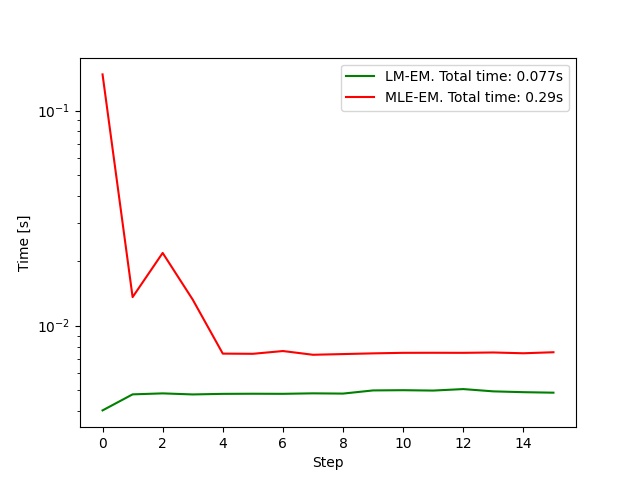 LM-EM. Total time: 0.077s
MLE-EM. Total time: 0.29s
10⁻¹
10⁻²
Time [s]
0 2 4 6 8 10 12 14
Step